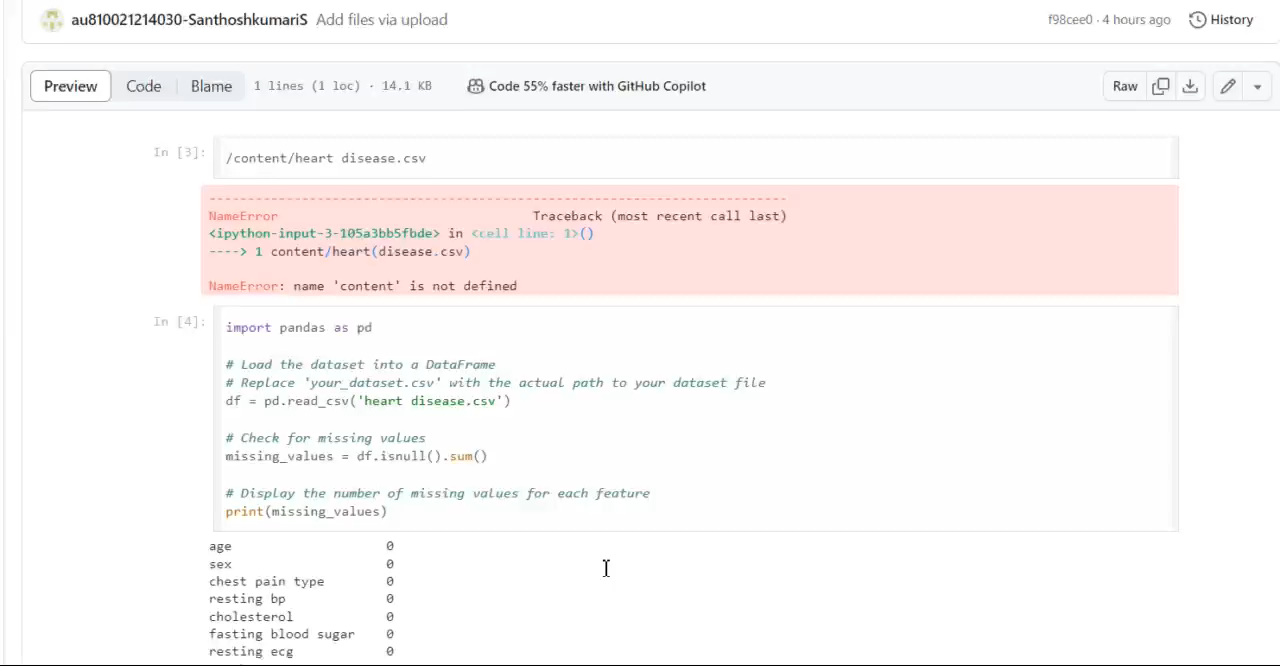 au810021214030-SanthoshkumariS Add files via upload f98cee0 · 4 hours ago History
Preview Code Blame 1 lines (1 loc) · 14.1 KB Code 55% faster with GitHub Copilot Raw
In [3]: /content/heart disease.csv
---------------------------------------------------------------------------
NameError Traceback (most recent call last)
<ipython-input-3-105a3bb5fbde> in <cell line: 1>()
----> 1 content/heart(disease.csv)
NameError: name 'content' is not defined
In [4]: import pandas as pd
# Load the dataset into a DataFrame
# Replace 'your_dataset.csv' with the actual path to your dataset file
df = pd.read_csv('heart disease.csv')
# Check for missing values
missing_values = df.isnull().sum()
# Display the number of missing values for each feature
print(missing_values)
age 0
sex 0
chest pain type 0
resting bp 0
cholesterol 0
fasting blood sugar 0
resting ecg 0